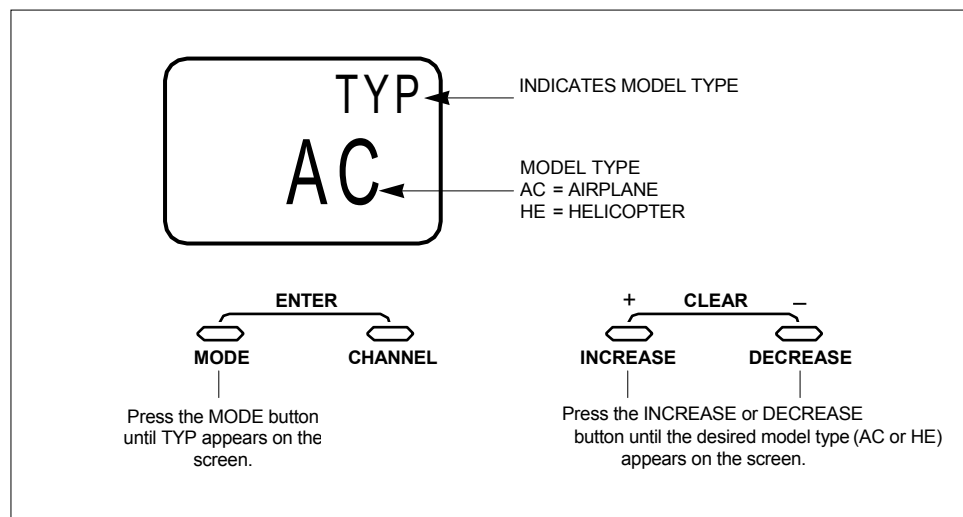 TYP
INDICATES MODEL TYPE
AC
MODEL TYPE
AC = AIRPLANE
HE = HELICOPTER
ENTER
MODE
CHANNEL
Press the MODE button
until TYP appears on the
screen.
+ CLEAR –
INCREASE
DECREASE
Press the INCREASE or DECREASE
button until the desired model type (AC or HE)
appears on the screen.